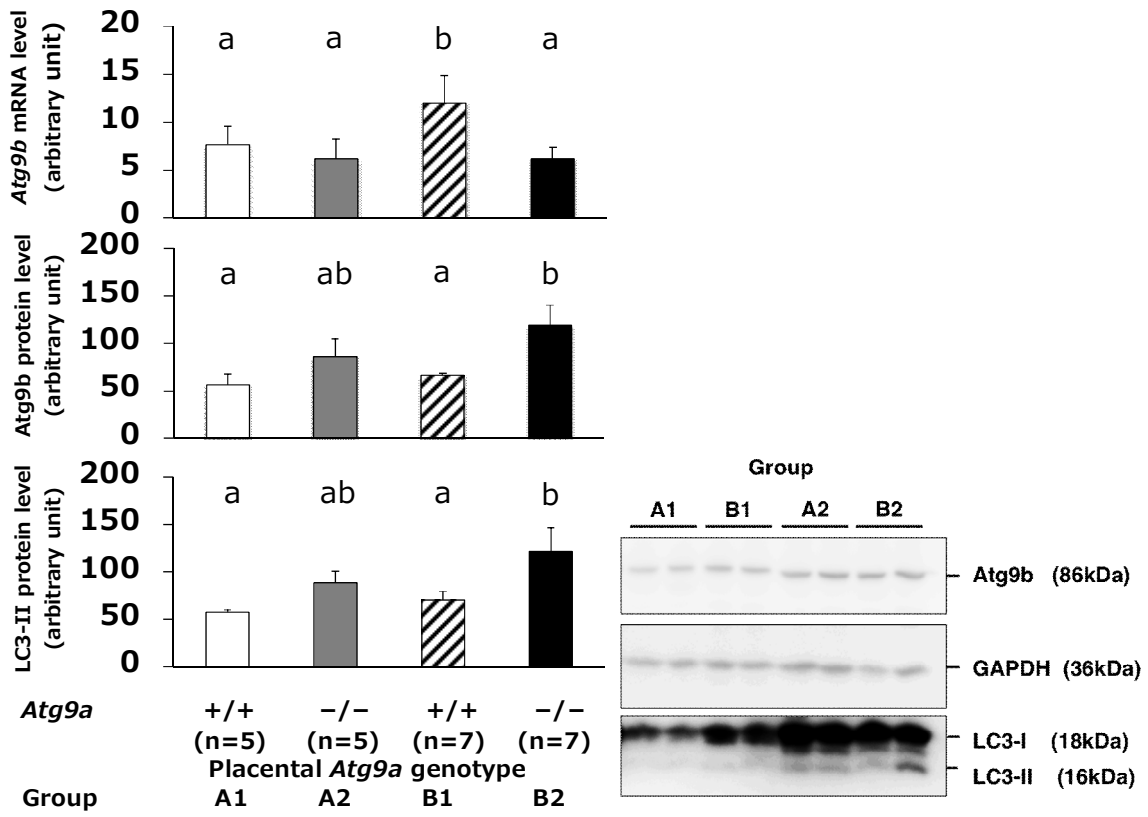 Atg9b mRNA level
(arbitrary unit)
20
15
10
5
0
a a b a
Atg9b protein level
(arbitrary unit)
200
150
100
50
0
a ab a b
LC3-II protein level
(arbitrary unit)
200
150
100
50
0
a ab a b
Atg9a +/+ −/− +/+ −/−
(n=5) (n=5) (n=7) (n=7)
Placental Atg9a genotype
Group A1 A2 B1 B2
Group
A1 B1 A2 B2
Atg9b (86kDa)
GAPDH (36kDa)
LC3-I (18kDa)
LC3-II (16kDa)